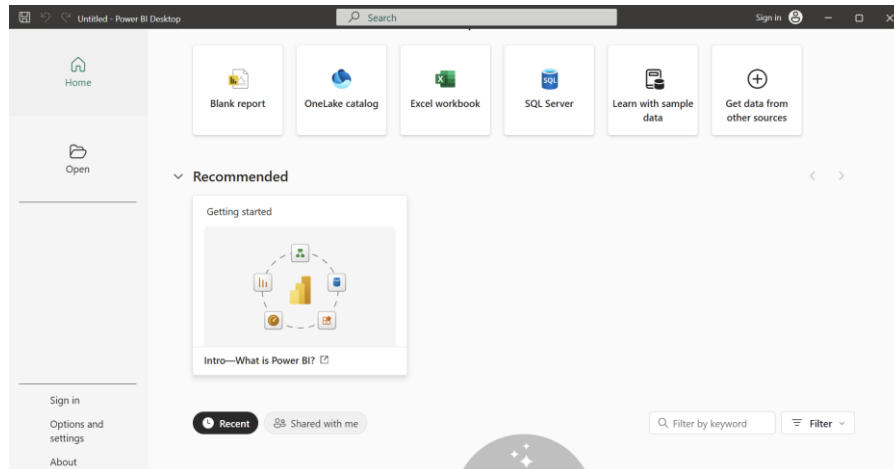 Untitled - Power BI Desktop
Search
Sign in
Home
Open
Blank report
OneLake catalog
Excel workbook
SQL
SQL Server
Learn with sample
data
Get data from
other sources
Recommended
Getting started
Intro—What is Power BI?
Recent
Shared with me
Filter by keyword
Filter
Sign in
Options and
settings
About